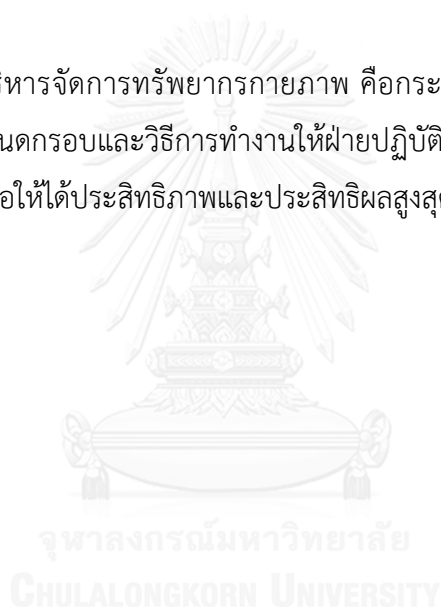 ริหารจัดการทรัพยากรกายภาพ คือกระ
นดกรอบและวิธีการทำงานให้ฝ่ายปฏิบัติ
อให้ได้ประสิทธิภาพและประสิทธิผลสูงสุด
จุฬาลงกรณ์มหาวิทยาลัย
CHULALONGKORN UNIVERSITY